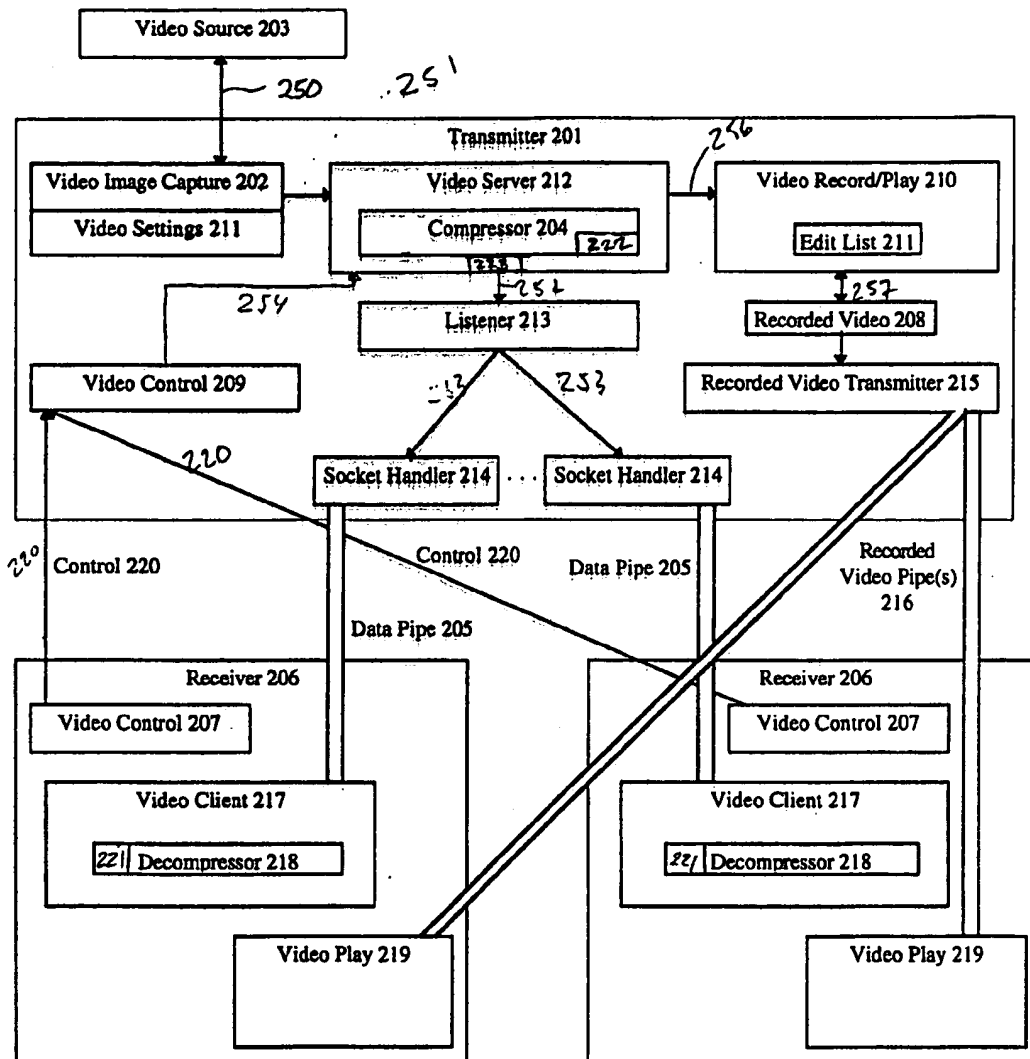 Video Source 203
250
251
Transmitter 201
256
Video Image Capture 202
Video Settings 211
Video Server 212
Compressor 204
222
223
Video Record/Play 210
Edit List 211
254
252
257
Listener 213
Recorded Video 208
Video Control 209
253
Recorded Video Transmitter 215
220
Socket Handler 214
...
Socket Handler 214
220
Control 220
Control 220
Data Pipe 205
Recorded
Video Pipe(s)
216
Data Pipe 205
Receiver 206
Receiver 206
Video Control 207
Video Control 207
Video Client 217
Video Client 217
221
Decompressor 218
221
Decompressor 218
Video Play 219
Video Play 219